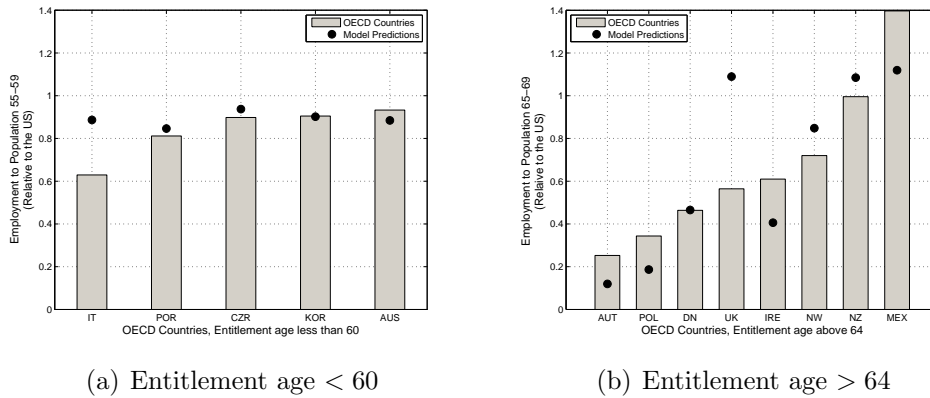 OECD Countries
Model Predictions
1.4
1.2
1
0.8
0.6
0.4
0.2
0
Employment to Population 55−59
(Relative to the US)
IT POR CZR KOR AUS
OECD Countries, Entitlement age less than 60
(a) Entitlement age < 60
OECD Countries
Model Predictions
1.4
1.2
1
0.8
0.6
0.4
0.2
0
Employment to Population 65−69
(Relaive to the US)
AUT POL DN UK IRE NW NZ MEX
OECD Countries, Entitlement age above 64
(b) Entitlement age > 64